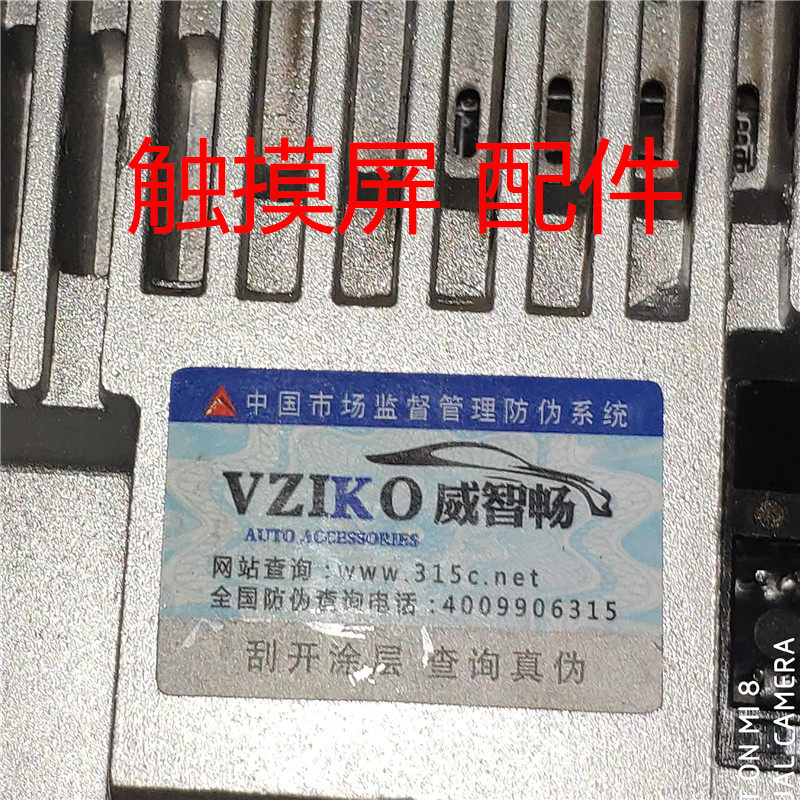 触摸屏 配件
中国市场监督管理防伪系统
VZIKO 威智畅
AUTO ACCESSORIES
网站查询:www.315c.net
全国防伪查询电话:4009906315
刮开涂层 查询真伪
ON MI 8
AL CAMERA